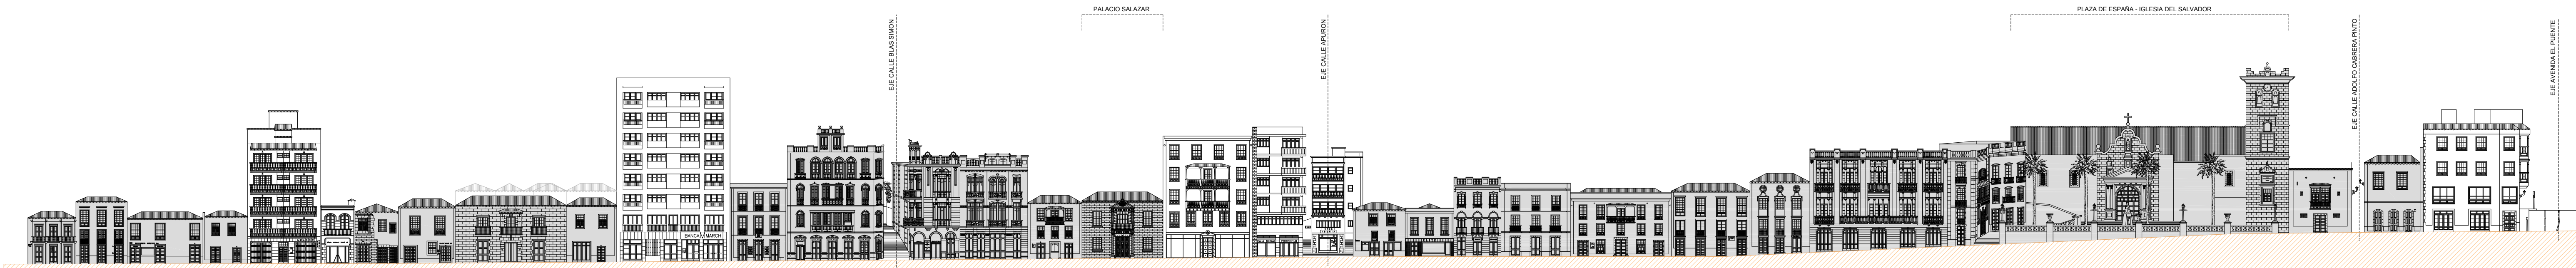 BANCA MARCH
EJE CALLE BLAS SIMON
PALACIO SALAZAR
EJE CALLE APURON
PLAZA DE ESPAÑA - IGLESIA DEL SALVADOR
EJE CALLE ADOLFO CABRERA PINTO
EJE AVENIDA EL PUENTE